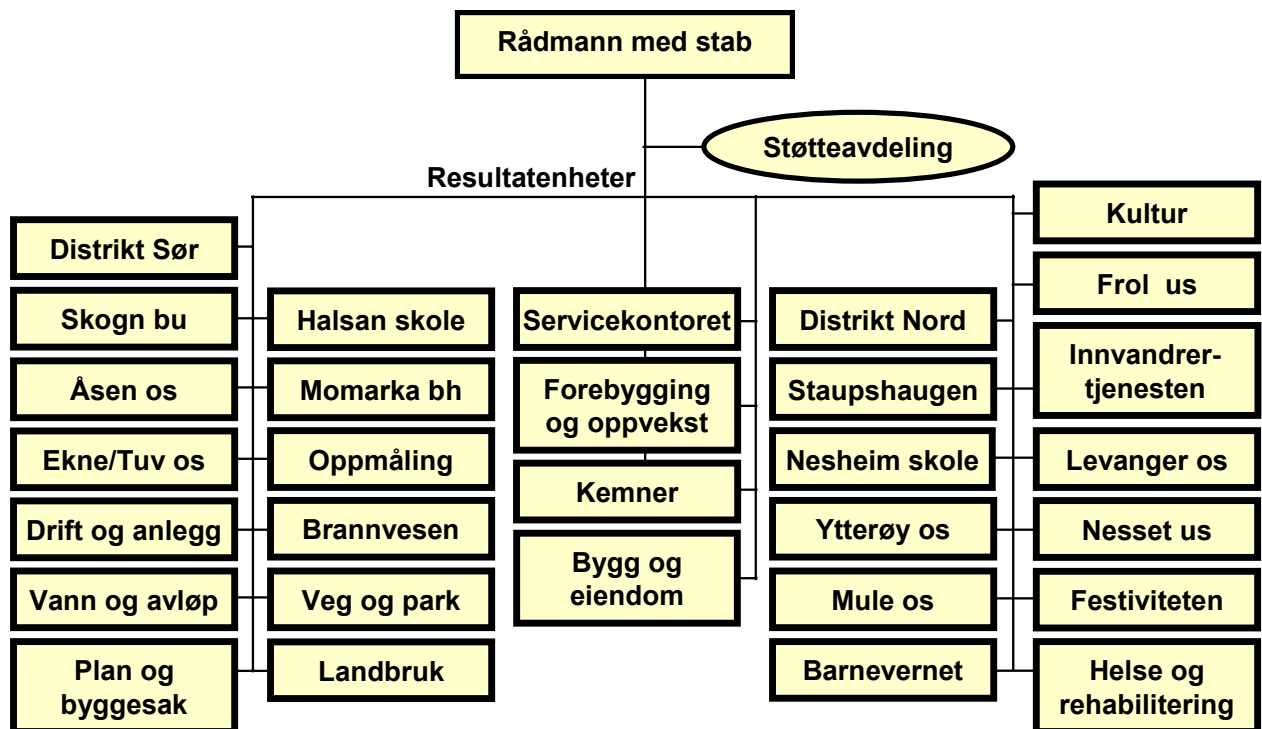 Rådmann med stab
Støtteavdeling
Resultatenheter
Distrikt Sør
Skogn bu
Åsen os
Ekne/Tuv os
Drift og anlegg
Vann og avløp
Plan og
byggesak
Halsan skole
Momarka bh
Oppmåling
Brannvesen
Veg og park
Landbruk
Servicekontoret
Forebygging
og oppvekst
Kemner
Bygg og
eiendom
Distrikt Nord
Staupshaugen
Nesheim skole
Ytterøy os
Mule os
Barnevernet
Kultur
Frol us
Innvandrer-
tjenesten
Levanger os
Nesset us
Festiviteten
Helse og
rehabilitering